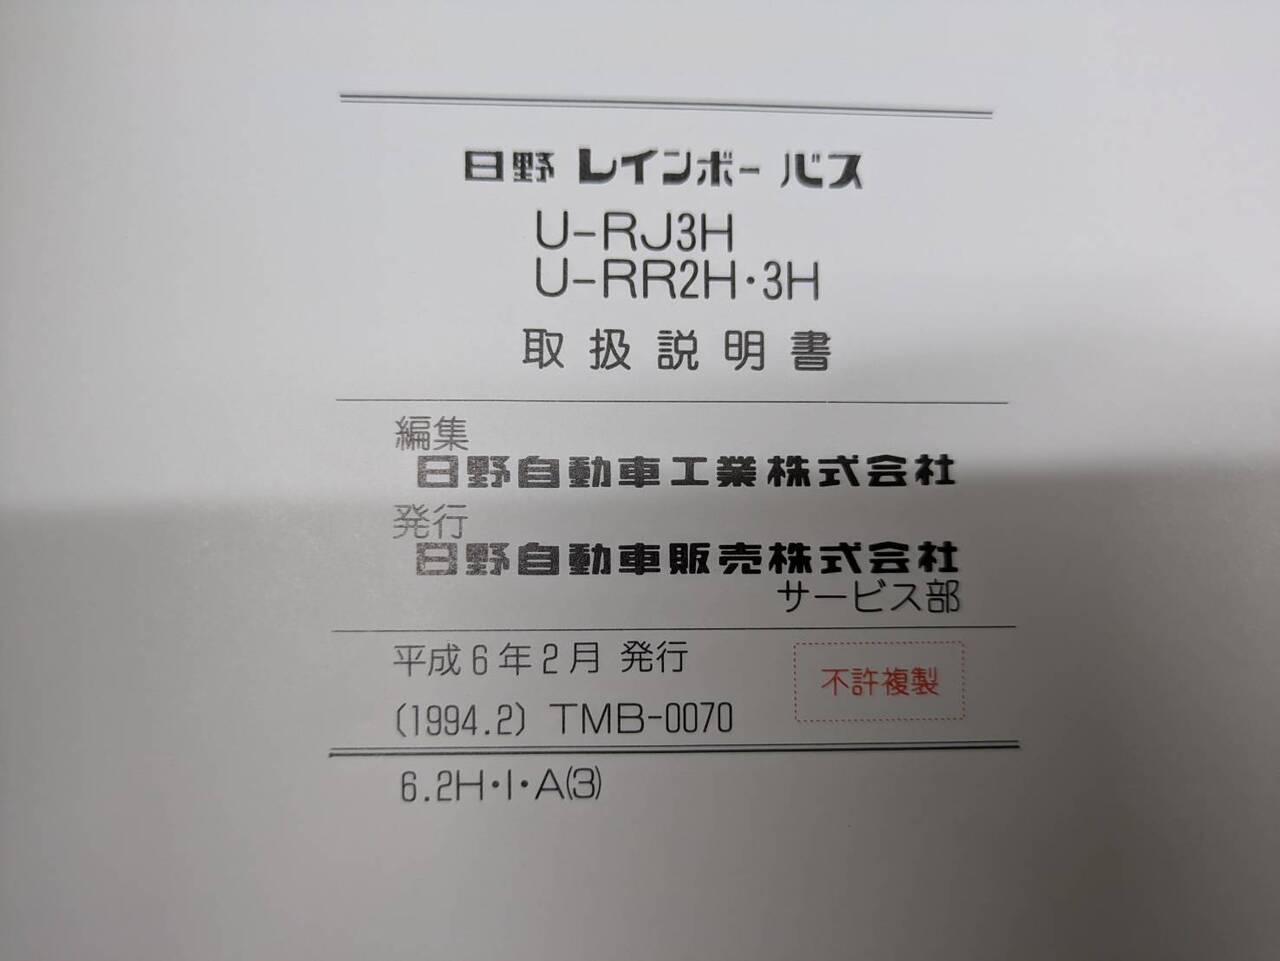 日野 レインボー バス
U-RJ3H
U-RR2H・3H
取扱説明書
編集
日野自動車工業株式会社
発行
日野自動車販売株式会社
サービス部
平成6年2月 発行
不許複製
(1994.2) TMB-0070
6.2H・I・A(3)